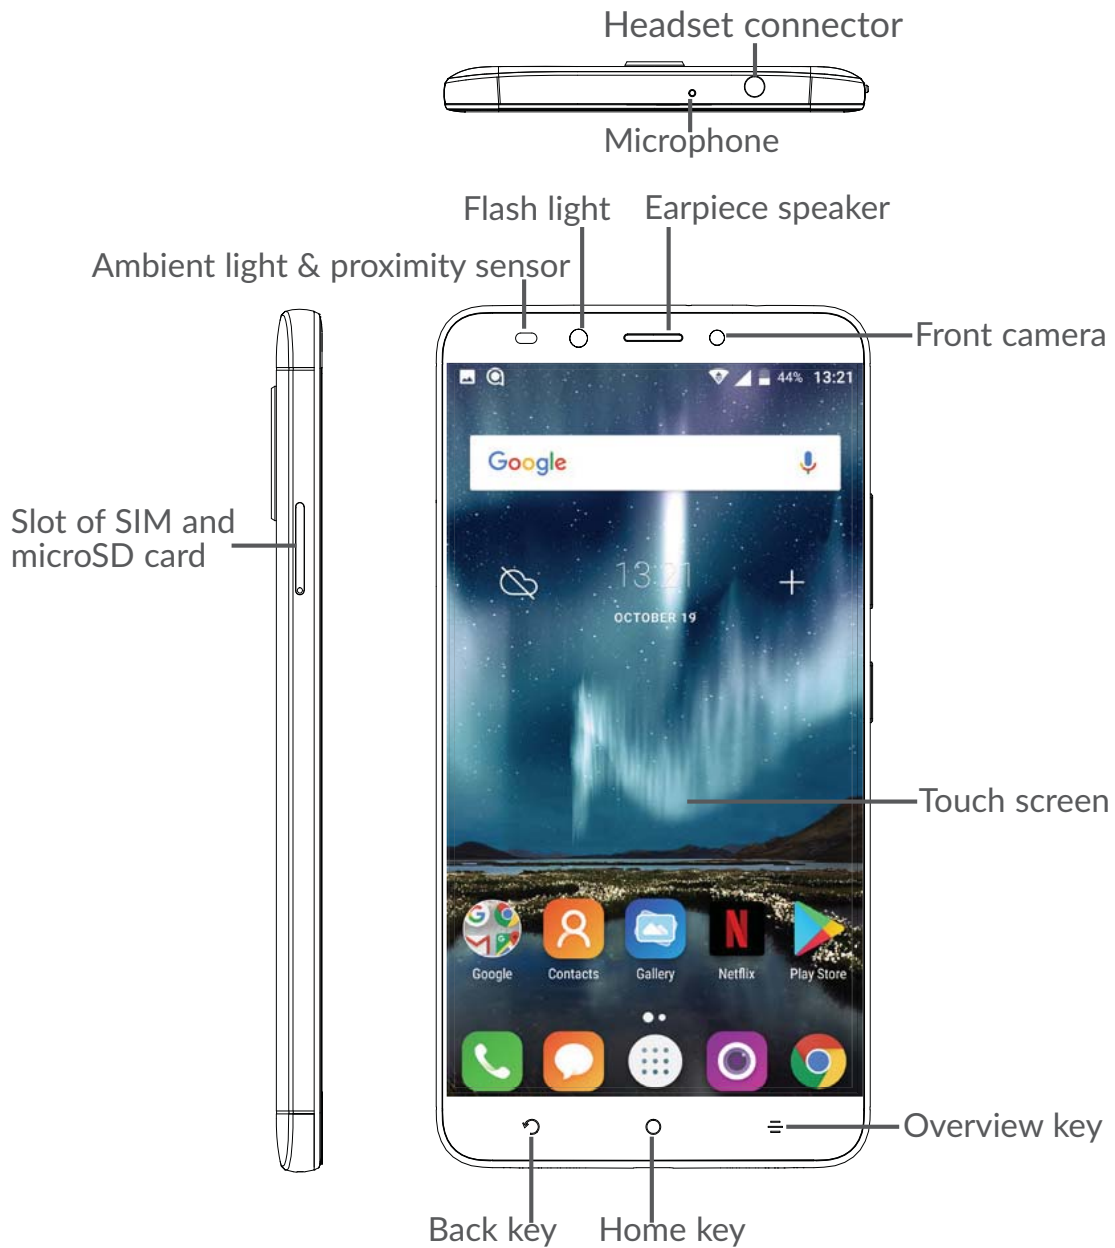 Headset connector
Microphone
Flash light
Earpiece speaker
Ambient light & proximity sensor
Front camera
44% 13:21
Google
Slot of SIM and
microSD card
13:21
OCTOBER 19
Touch screen
Google
Contacts
Gallery
Netflix
Play Store
Overview key
Back key
Home key